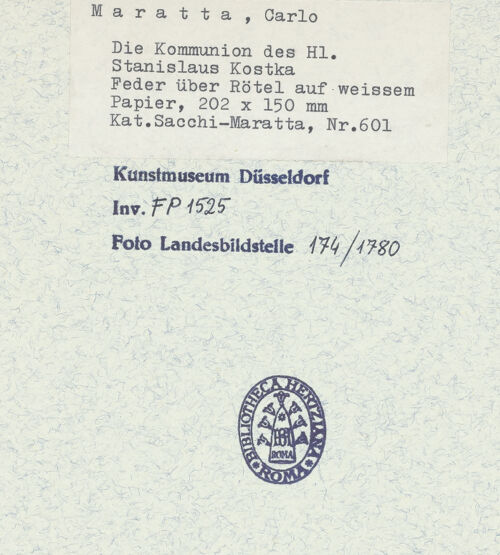 Maratta, Carlo
Die Kommunion des Hl.
Stanislaus Kostka
Feder über Rötel auf weissem
Papier, 202 x 150 mm
Kat.Sacchi-Maratta, Nr.601
Kunstmuseum Düsseldorf
Inv. FP 1525
Foto Landesbildstelle 174/1780
BIBLIOTHECA HERTZIANA
ROMA
ROMA